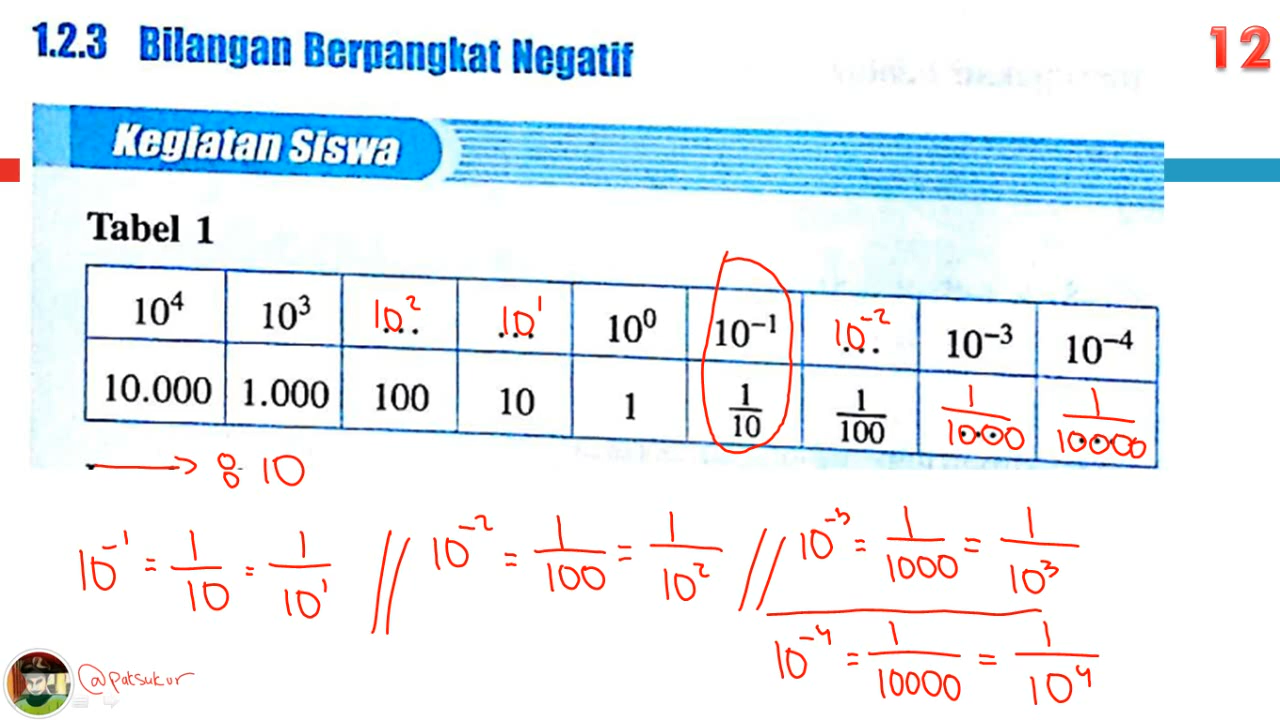 1.2.3 Bilangan Berpangkat Negatif
12
Kegiatan Siswa
Tabel 1
10⁴ 10³ 10² ... 10¹ ... 10⁰ 10⁻¹ 10⁻² ... 10⁻³ 10⁻⁴
10.000 1.000 100 10 1 1/10 1/100 1/1000 1/10000
→ : 10
10⁻¹ = 1/10 = 1/10¹ // 10⁻² = 1/100 = 1/10² // 10⁻³ = 1/1000 = 1/10³
10⁻⁴ = 1/10000 = 1/10⁴
@patsukur